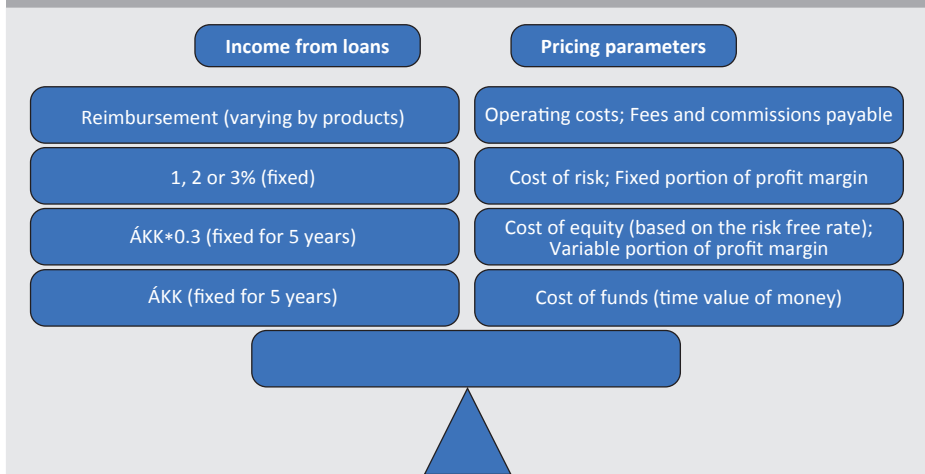 Income from loans
Pricing parameters
Reimbursement (varying by products)
Operating costs; Fees and commissions payable
1, 2 or 3% (fixed)
Cost of risk; Fixed portion of profit margin
ÁKK*0.3 (fixed for 5 years)
Cost of equity (based on the risk free rate);
Variable portion of profit margin
ÁKK (fixed for 5 years)
Cost of funds (time value of money)